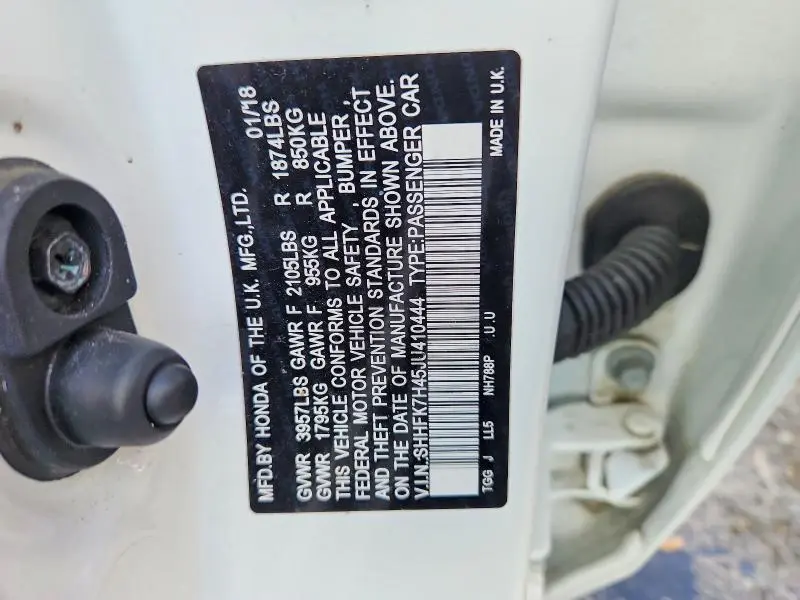 MFD.BY HONDA OF THE U.K. MFG.,LTD. 01/18
GVWR 3957LBS GAWR F 2105LBS R 1874LBS
GVWR 1795KG GAWR F 955KG R 850KG
THIS VEHICLE CONFORMS TO ALL APPLICABLE
FEDERAL MOTOR VEHICLE SAFETY , BUMPER ,
AND THEFT PREVENTION STANDARDS IN EFFECT
ON THE DATE OF MANUFACTURE SHOWN ABOVE.
V.I.N.:SHHFK7H45JU410444 TYPE:PASSENGER CAR
TGG J L15 NH788P .U.U MADE IN U.K.